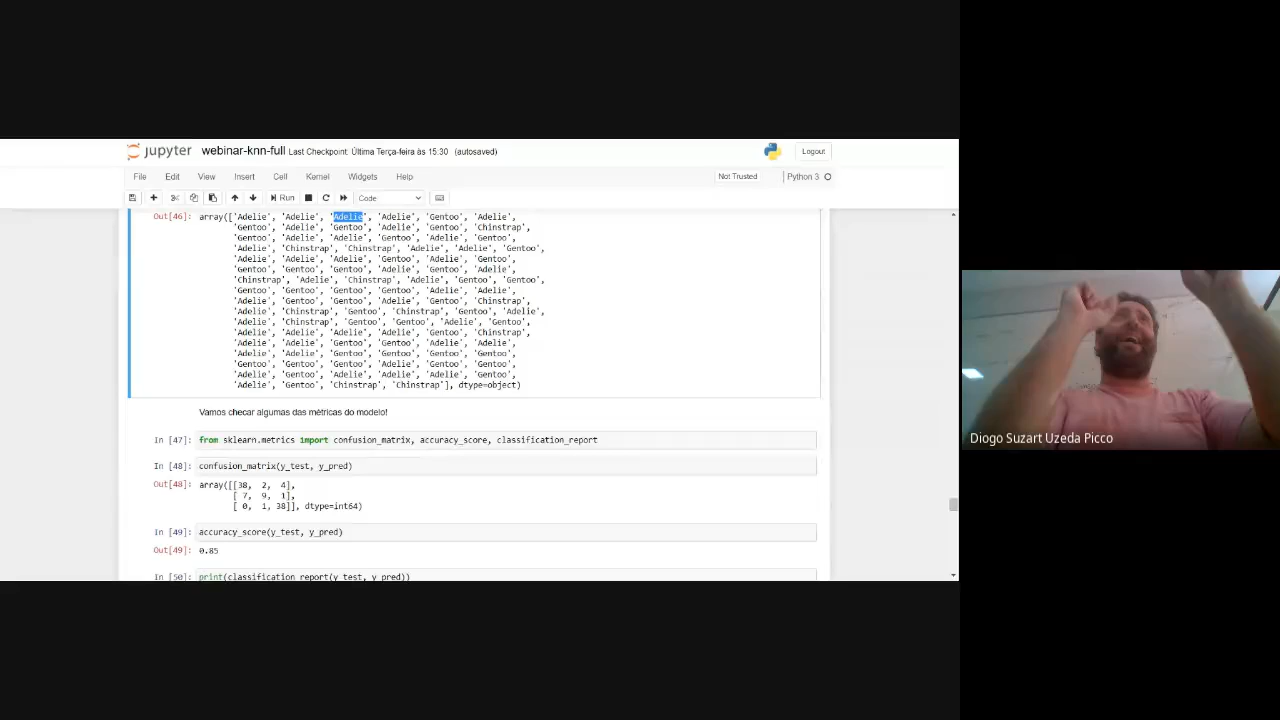 jupyter webinar-knn-full Last Checkpoint: Última Terça-feira às 15:30 (autosaved)
Logout
File Edit View Insert Cell Kernel Widgets Help
Not Trusted
Python 3
Run
Code
Out[46]: array(['Adelie', 'Adelie', 'Adelie', 'Adelie', 'Gentoo', 'Adelie',
'Gentoo', 'Adelie', 'Gentoo', 'Adelie', 'Gentoo', 'Chinstrap',
'Gentoo', 'Adelie', 'Adelie', 'Gentoo', 'Adelie', 'Gentoo',
'Adelie', 'Chinstrap', 'Chinstrap', 'Adelie', 'Adelie', 'Gentoo',
'Adelie', 'Adelie', 'Adelie', 'Gentoo', 'Adelie', 'Gentoo',
'Gentoo', 'Gentoo', 'Adelie', 'Adelie', 'Gentoo', 'Adelie',
'Chinstrap', 'Adelie', 'Chinstrap', 'Adelie', 'Gentoo', 'Gentoo',
'Gentoo', 'Gentoo', 'Gentoo', 'Gentoo', 'Adelie', 'Adelie',
'Adelie', 'Gentoo', 'Adelie', 'Gentoo', 'Gentoo', 'Chinstrap',
'Adelie', 'Chinstrap', 'Gentoo', 'Chinstrap', 'Gentoo', 'Adelie',
'Adelie', 'Chinstrap', 'Gentoo', 'Gentoo', 'Adelie', 'Gentoo',
'Adelie', 'Adelie', 'Adelie', 'Adelie', 'Gentoo', 'Chinstrap',
'Adelie', 'Adelie', 'Gentoo', 'Gentoo', 'Adelie', 'Adelie',
'Adelie', 'Adelie', 'Gentoo', 'Gentoo', 'Gentoo', 'Gentoo',
'Gentoo', 'Gentoo', 'Gentoo', 'Adelie', 'Gentoo', 'Gentoo',
'Gentoo', 'Adelie', 'Adelie', 'Adelie', 'Adelie', 'Gentoo',
'Adelie', 'Gentoo', 'Chinstrap', 'Chinstrap'], dtype=object)
Vamos checar algumas das métricas do modelo!
In [47]: from sklearn.metrics import confusion_matrix, accuracy_score, classification_report
In [48]: confusion_matrix(y_test, y_pred)
Out[48]: array([[38, 2, 4],
[ 7, 9, 1],
[ 0, 1, 38]], dtype=int64)
In [49]: accuracy_score(y_test, y_pred)
Out[49]: 0.85
In [50]: print(classification_report(y_test, y_pred))
Diogo Suzart Uzeda Picco